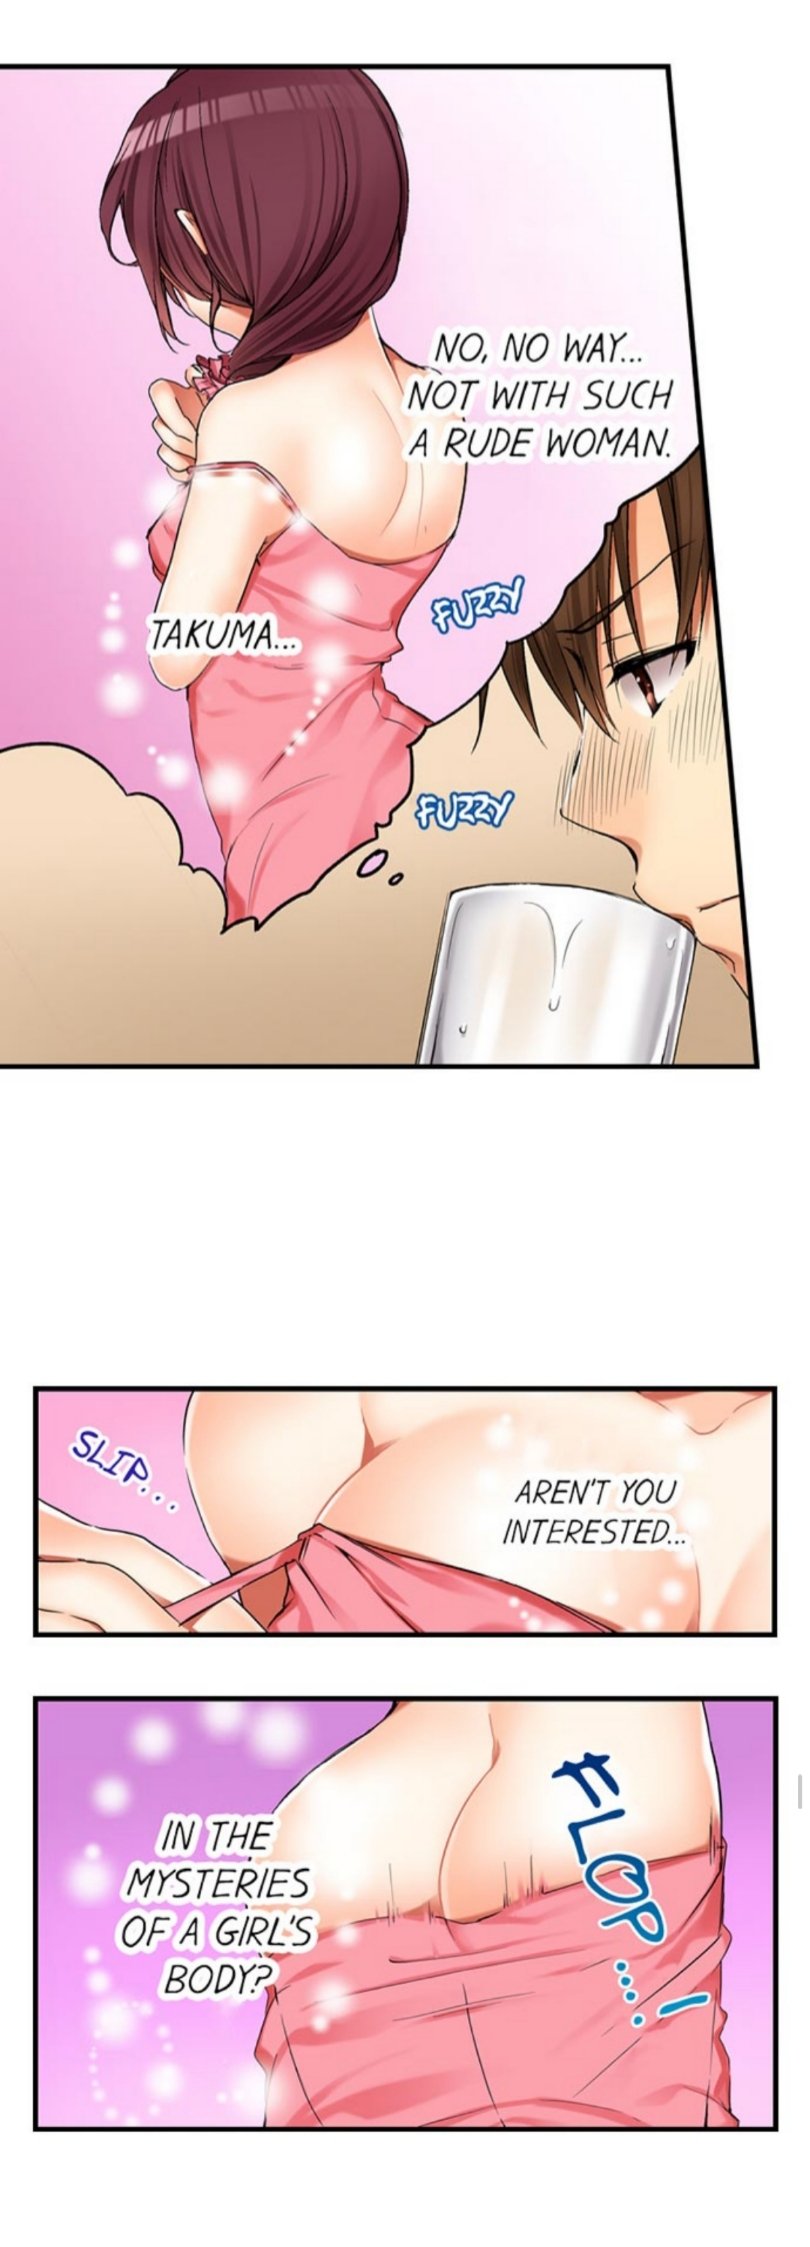 NO, NO WAY...
NOT WITH SUCH
A RUDE WOMAN.
FUZZY
TAKUMA...
FUZZY
SLIP...
AREN'T YOU
INTERESTED...
FLOP...!
IN THE
MYSTERIES
OF A GIRL'S
BODY?